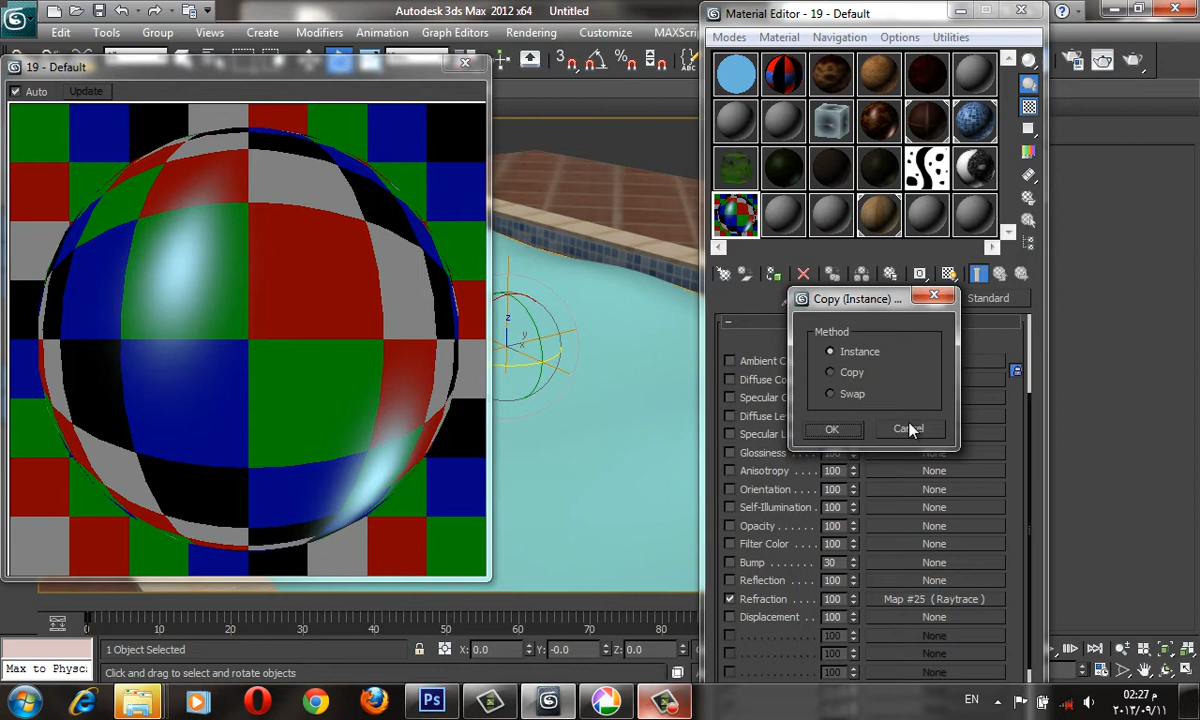 Autodesk 3ds Max 2012 x64 Untitled
Edit Tools Group Views Create Modifiers Animation Graph Editors Rendering Customize MAXScri
19 - Default
Auto Update
Material Editor - 19 - Default
Modes Material Navigation Options Utilities
Standard
Copy (Instance) ...
Method
Instance
Copy
Swap
OK Cancel
Ambient C
Diffuse Co
Specular C
Diffuse Le
Specular L
Glossiness
Anisotropy . . . . 100 None
Orientation . . . . 100 None
Self-Illumination . 100 None
Opacity . . . . 100 None
Filter Color . . . . 100 None
Bump . . . . 30 None
Reflection . . . . 100 None
Refraction . . . . 100 Map #25 ( Raytrace )
Displacement . . 100 None
100 None
100 None
100 None
z
y
x
0 10 20 30 40 50 60 70 80
1 Object Selected X: 0.0 Y: -0.0 Z: 0.0
Max to Physc
Click and drag to select and rotate objects
EN
02:27 م
٢٠١٣/٠٩/١١